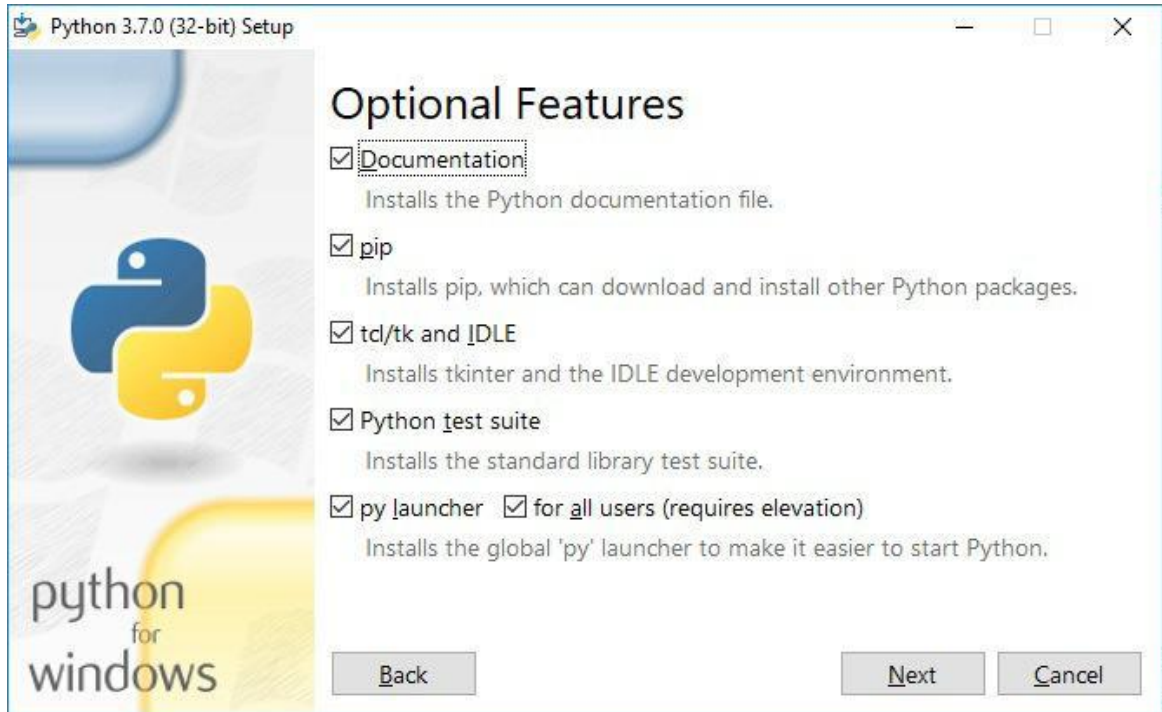 Python 3.7.0 (32-bit) Setup
Optional Features
Documentation
Installs the Python documentation file.
pip
Installs pip, which can download and install other Python packages.
tcl/tk and IDLE
Installs tkinter and the IDLE development environment.
Python test suite
Installs the standard library test suite.
py launcher for all users (requires elevation)
Installs the global 'py' launcher to make it easier to start Python.
python
for
windows
Back Next Cancel